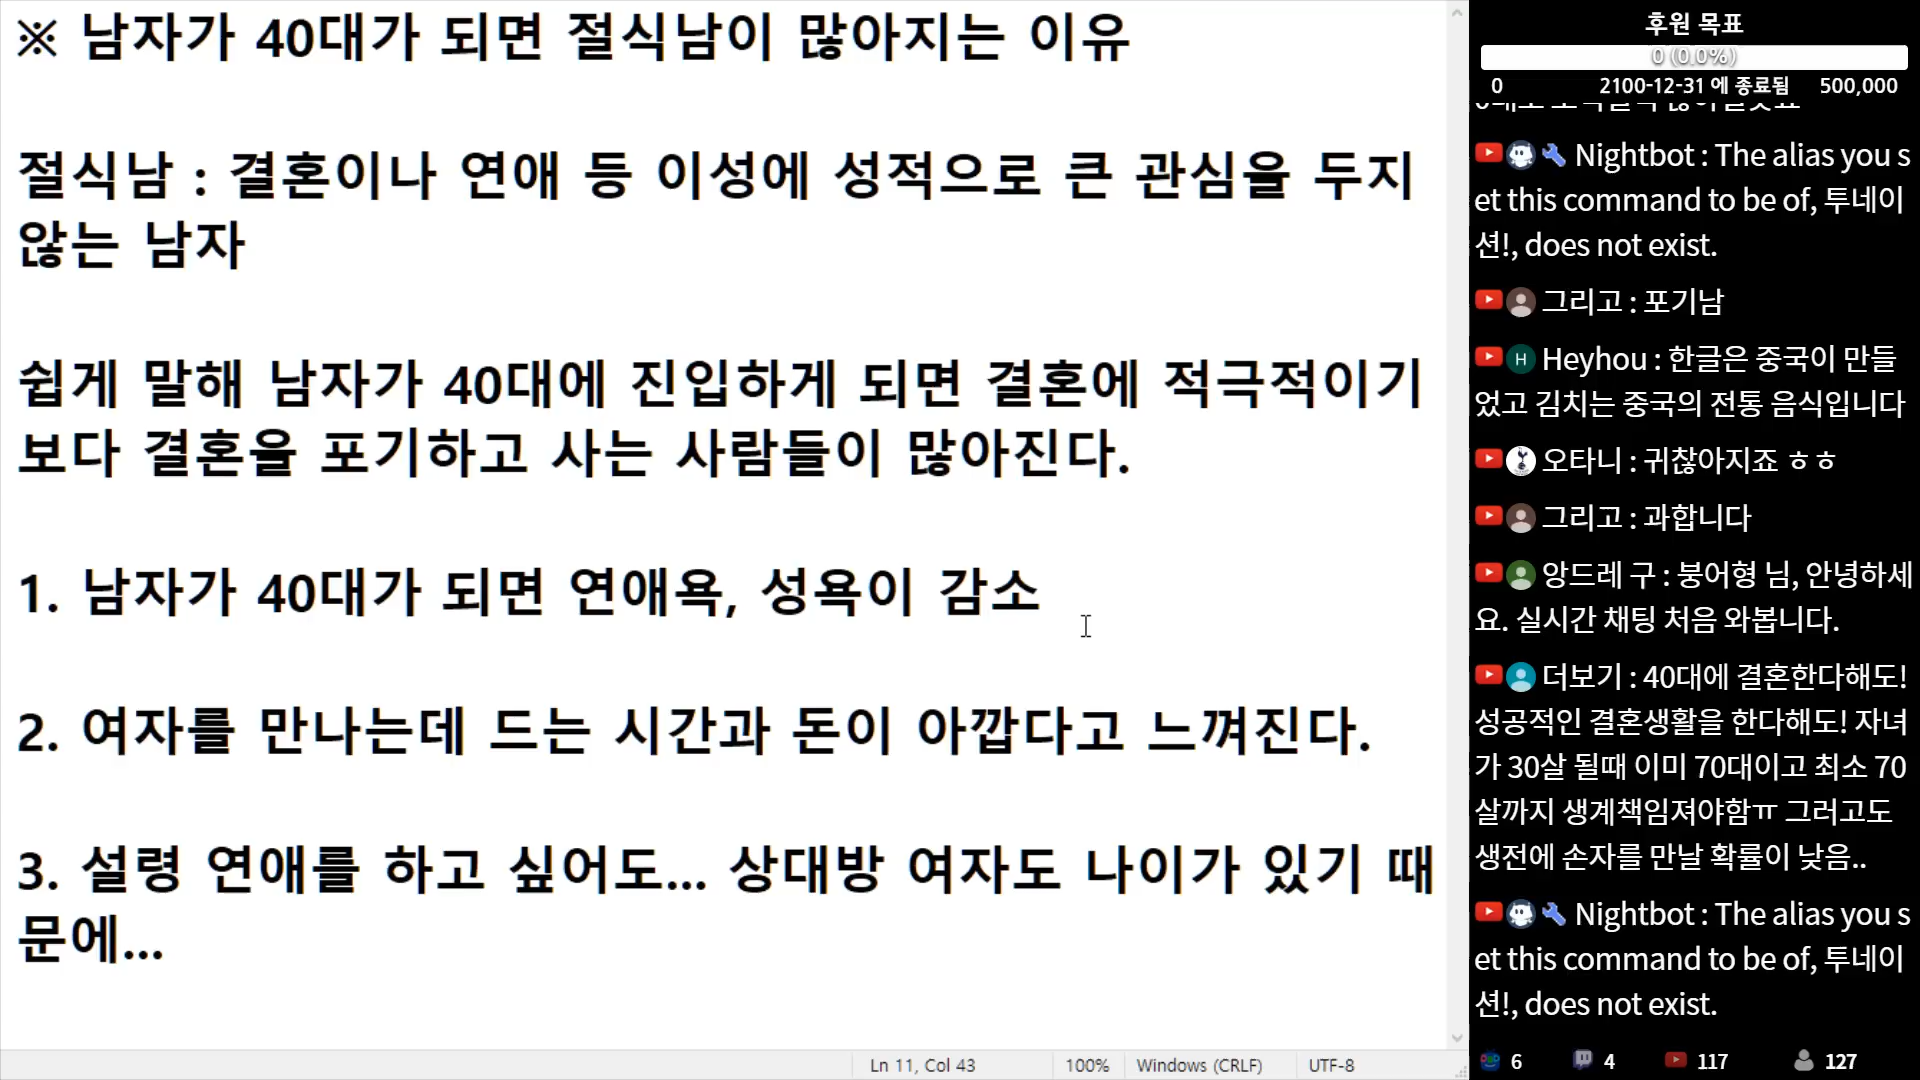 ※ 남자가 40대가 되면 절식남이 많아지는 이유
절식남 : 결혼이나 연애 등 이성에 성적으로 큰 관심을 두지
않는 남자
쉽게 말해 남자가 40대에 진입하게 되면 결혼에 적극적이기
보다 결혼을 포기하고 사는 사람들이 많아진다.
1. 남자가 40대가 되면 연애욕, 성욕이 감소
2. 여자를 만나는데 드는 시간과 돈이 아깝다고 느껴진다.
3. 설령 연애를 하고 싶어도... 상대방 여자도 나이가 있기 때
문에...
Ln 11, Col 43
100%
Windows (CRLF)
UTF-8
후원 목표
0 (0.0%)
0 2100-12-31 에 종료됨 500,000
Nightbot : The alias you s
et this command to be of, 투네이
션!, does not exist.
그리고 : 포기남
H Heyhou : 한글은 중국이 만들
었고 김치는 중국의 전통 음식입니다
오타니 : 귀찮아지죠 ㅎㅎ
그리고 : 과합니다
앙드레 구 : 붕어형 님, 안녕하세
요. 실시간 채팅 처음 와봅니다.
더보기 : 40대에 결혼한다해도!
성공적인 결혼생활을 한다해도! 자녀
가 30살 될때 이미 70대이고 최소 70
살까지 생계책임져야함ㅠ 그러고도
생전에 손자를 만날 확률이 낮음..
Nightbot : The alias you s
et this command to be of, 투네이
션!, does not exist.
6 4 117 127